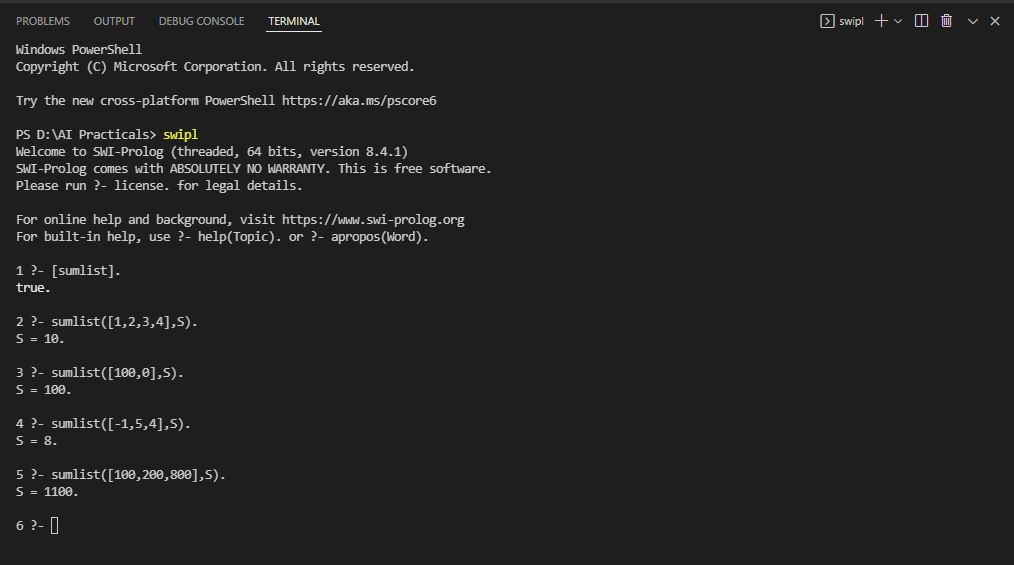 PROBLEMS OUTPUT DEBUG CONSOLE TERMINAL swipl
Windows PowerShell
Copyright (C) Microsoft Corporation. All rights reserved.
Try the new cross-platform PowerShell https://aka.ms/pscore6
PS D:\AI Practicals> swipl
Welcome to SWI-Prolog (threaded, 64 bits, version 8.4.1)
SWI-Prolog comes with ABSOLUTELY NO WARRANTY. This is free software.
Please run ?- license. for legal details.
For online help and background, visit https://www.swi-prolog.org
For built-in help, use ?- help(Topic). or ?- apropos(Word).
1 ?- [sumlist].
true.
2 ?- sumlist([1,2,3,4],S).
S = 10.
3 ?- sumlist([100,0],S).
S = 100.
4 ?- sumlist([-1,5,4],S).
S = 8.
5 ?- sumlist([100,200,800],S).
S = 1100.
6 ?-